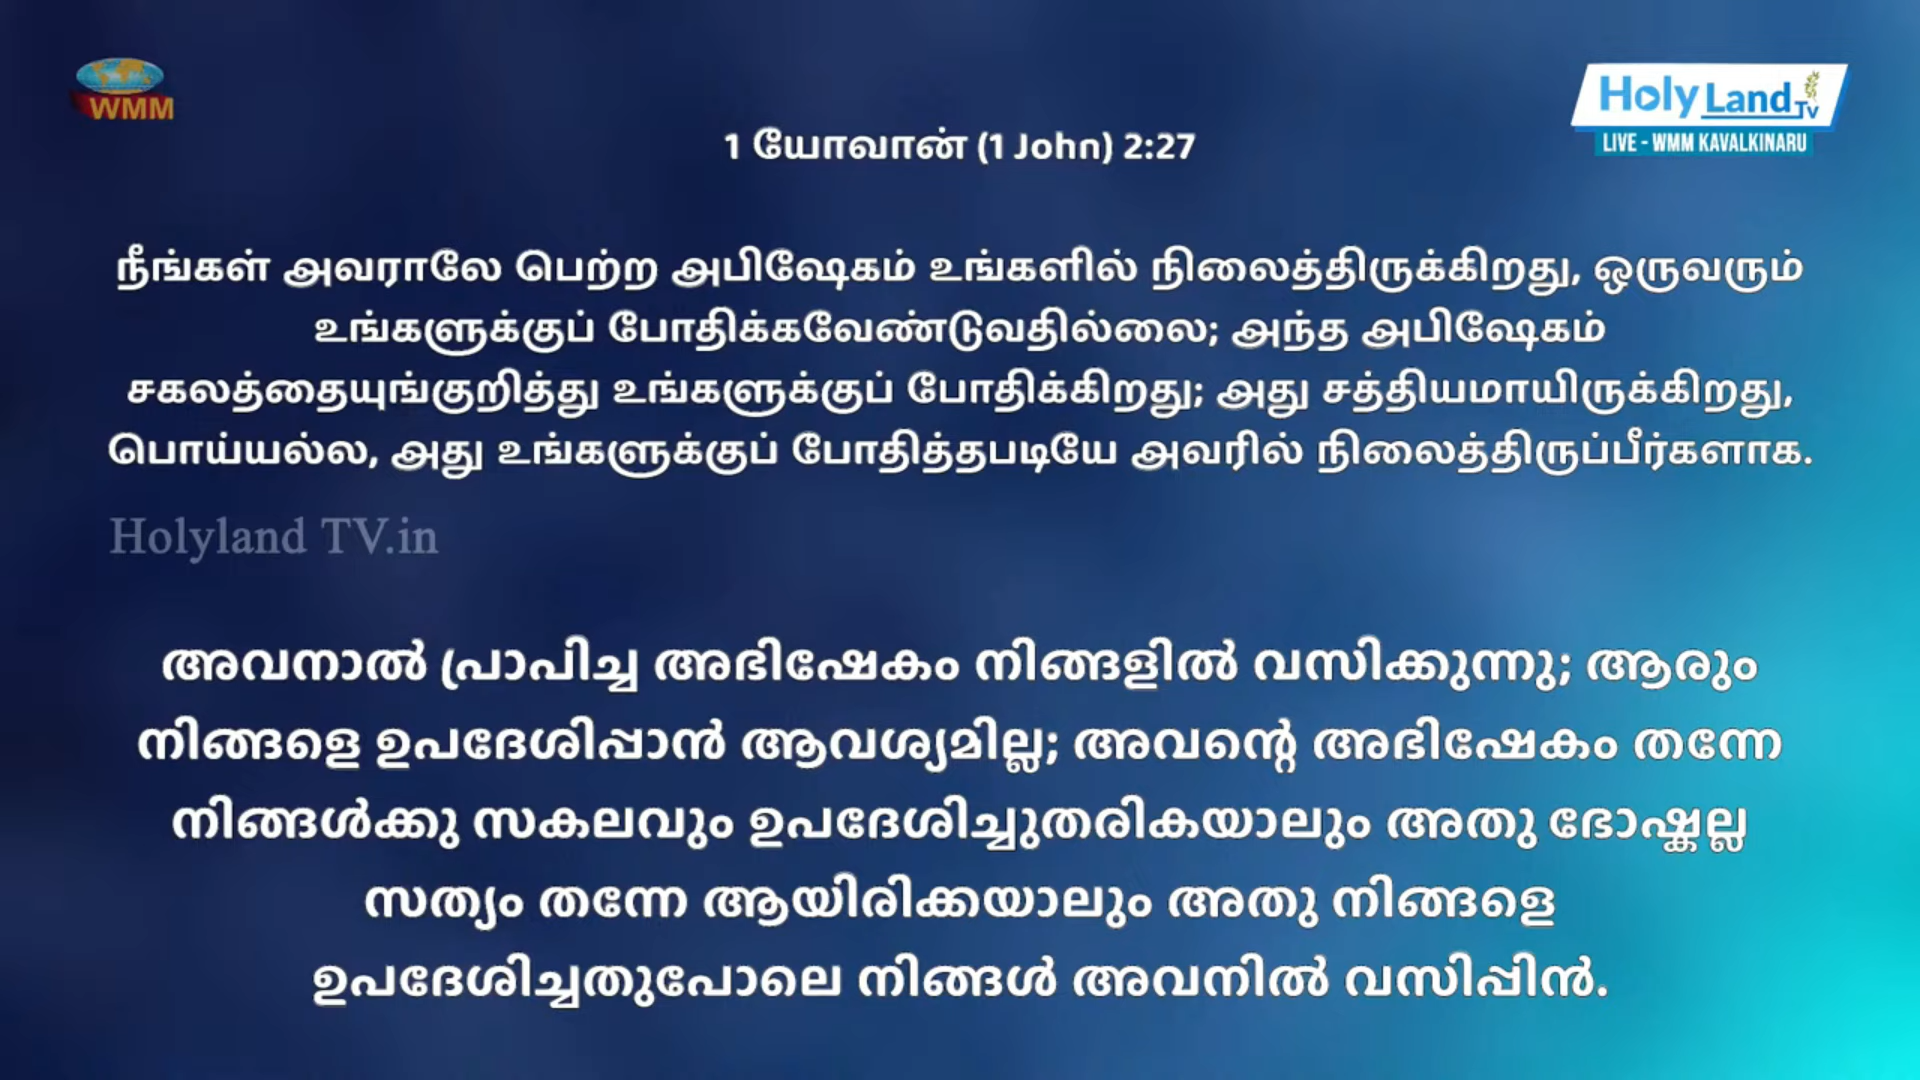 WMM
Holy Land TV
LIVE - WMM KAVALKINARU
1 யோவான் (1 John) 2:27
நீங்கள் அவராலே பெற்ற அபிஷேகம் உங்களில் நிலைத்திருக்கிறது, ஒருவரும்
உங்களுக்குப் போதிக்கவேண்டுவதில்லை; அந்த அபிஷேகம்
சகலத்தையுங்குறித்து உங்களுக்குப் போதிக்கிறது; அது சத்தியமாயிருக்கிறது,
பொய்யல்ல, அது உங்களுக்குப் போதித்தபடியே அவரில் நிலைத்திருப்பீர்களாக.
Holyland TV.in
അവനാൽ പ്രാപിച്ച അഭിഷേകം നിങ്ങളിൽ വസിക്കുന്നു; ആരും
നിങ്ങളെ ഉപദേശിപ്പാൻ ആവശ്യമില്ല; അവന്റെ അഭിഷേകം തന്നേ
നിങ്ങൾക്കു സകലവും ഉപദേശിച്ചുതരികയാലും അതു ഭോഷ്കല്ല
സത്യം തന്നേ ആയിരിക്കയാലും അതു നിങ്ങളെ
ഉപദേശിച്ചതുപോലെ നിങ്ങൾ അവനിൽ വസിപ്പിൻ.